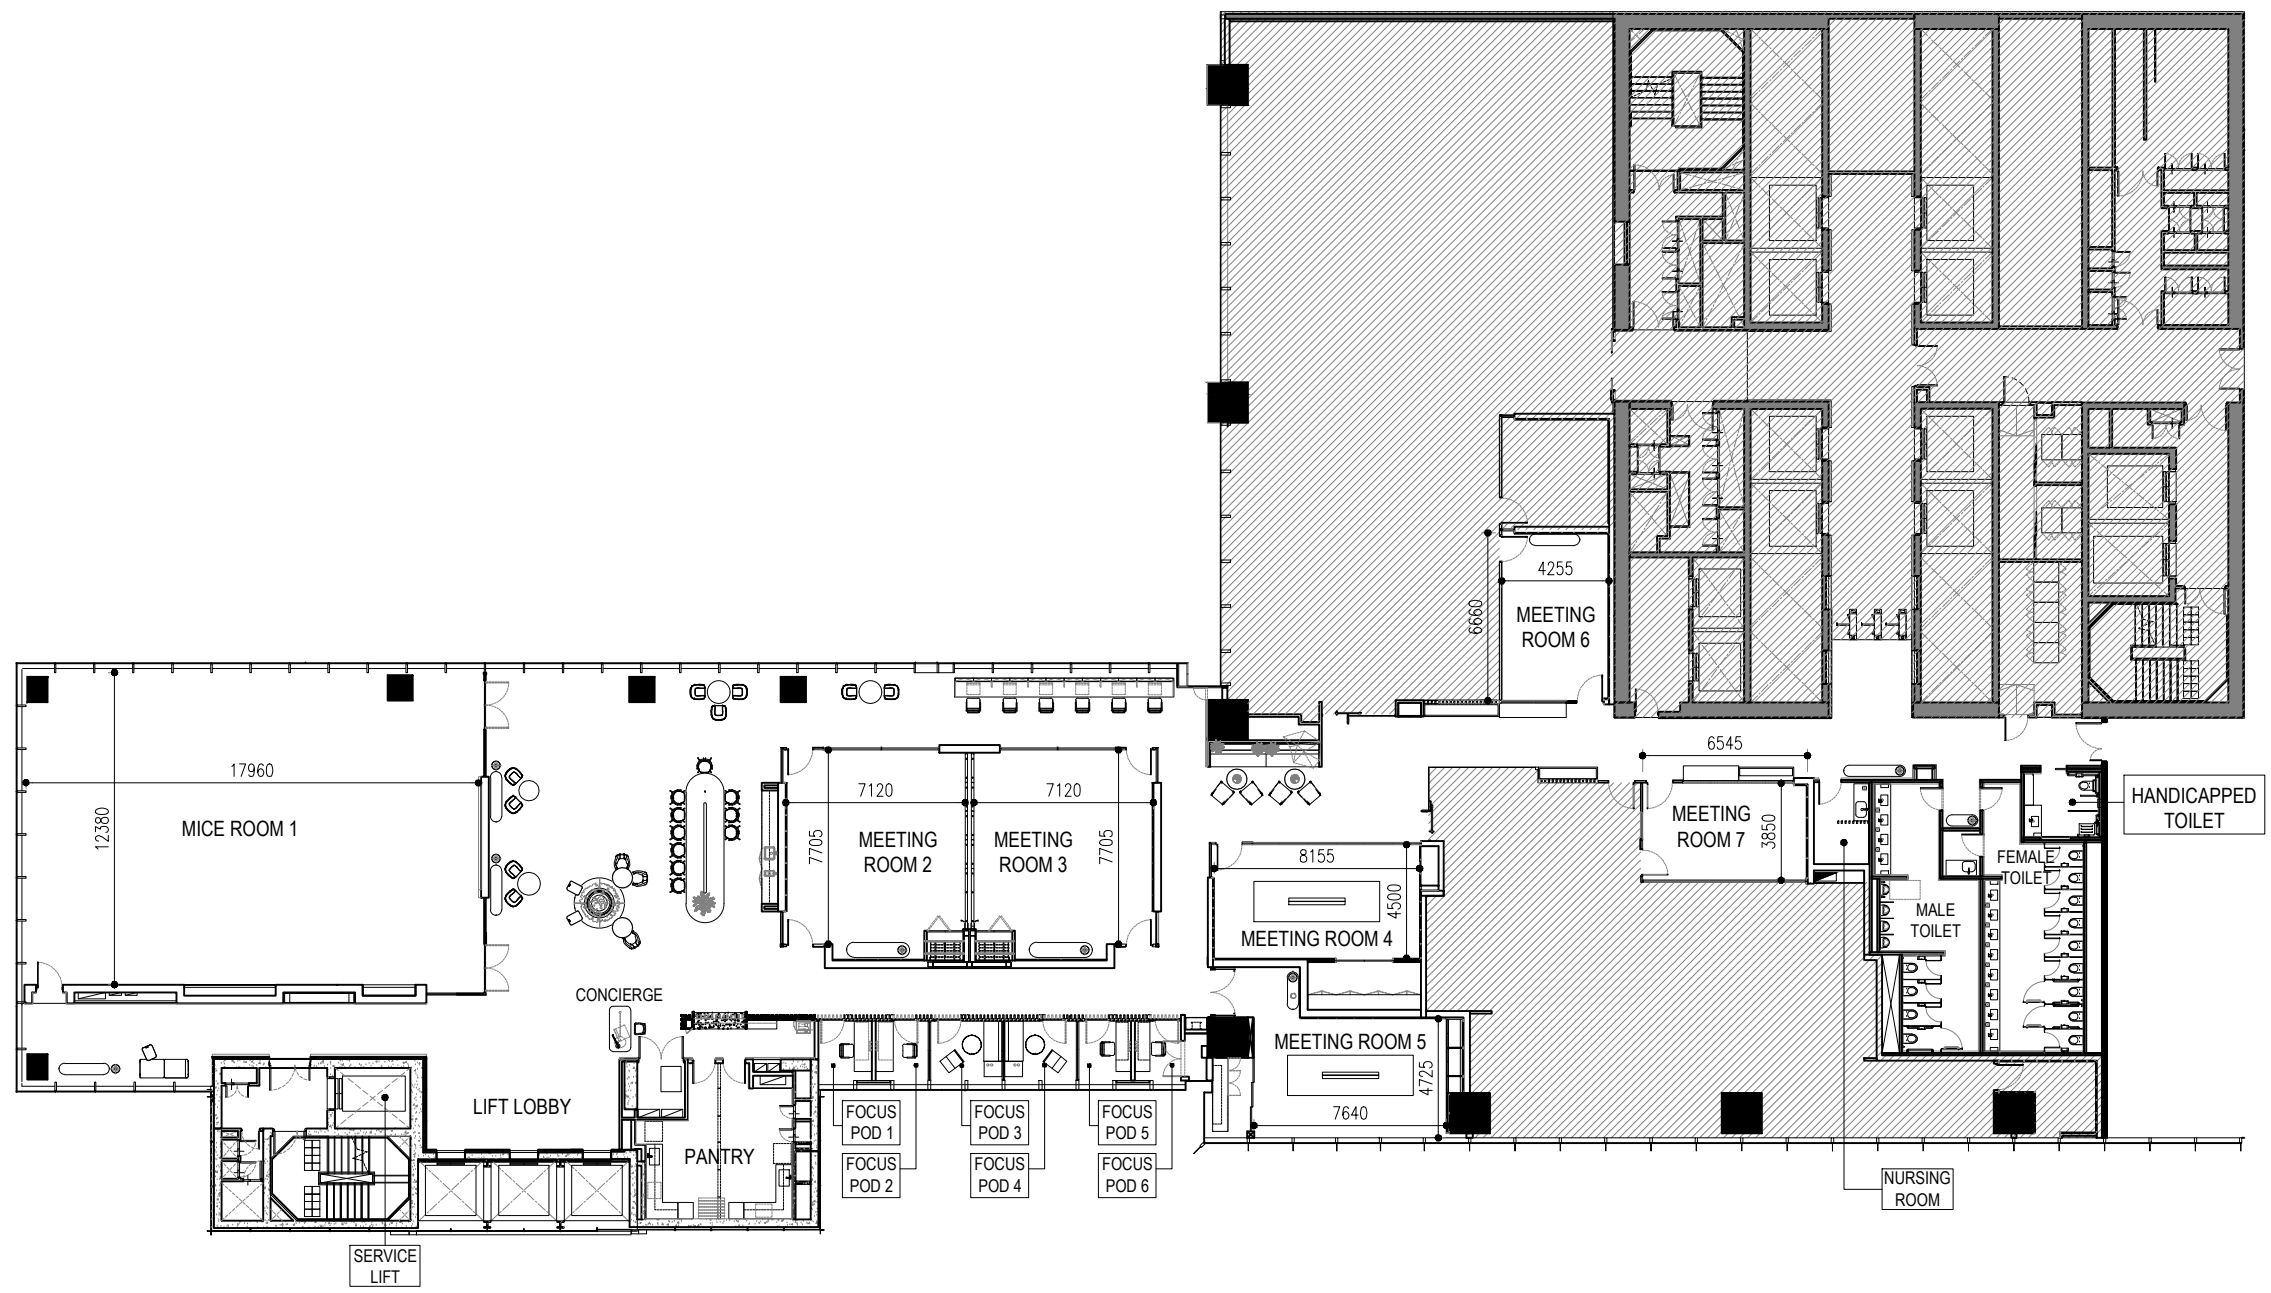 4255
6660
MEETING
ROOM 6
17960
12380
MICE ROOM 1
7120
7705
MEETING
ROOM 2
7120
7705
MEETING
ROOM 3
8155
4500
MEETING ROOM 4
6545
3850
MEETING
ROOM 7
HANDICAPPED
TOILET
FEMALE
TOILET
MALE
TOILET
CONCIERGE
MEETING ROOM 5
4725
7640
LIFT LOBBY
PANTRY
FOCUS
POD 1
FOCUS
POD 3
FOCUS
POD 5
FOCUS
POD 2
FOCUS
POD 4
FOCUS
POD 6
NURSING
ROOM
SERVICE
LIFT